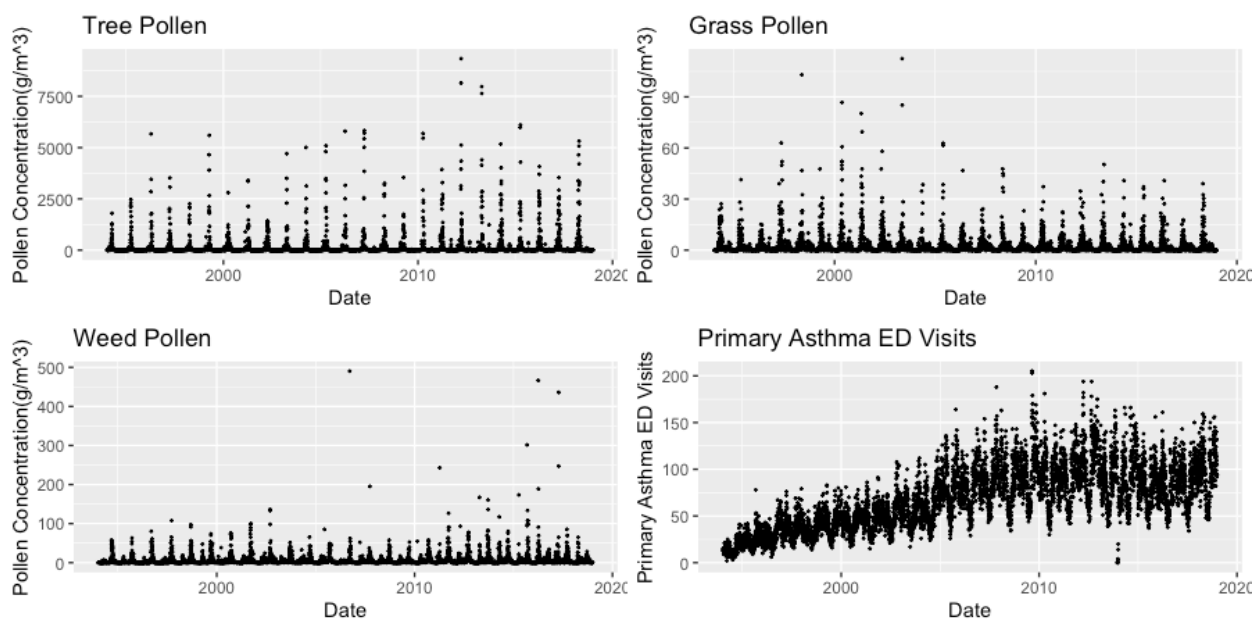 Tree Pollen
Pollen Concentration(g/m^3)
7500
5000
2500
0
2000
2010
2020
Date
Grass Pollen
Pollen Concentration(g/m^3)
90
60
30
0
2000
2010
2020
Date
Weed Pollen
Pollen Concentration(g/m^3)
500
400
300
200
100
0
2000
2010
2020
Date
Primary Asthma ED Visits
Primary Asthma ED Visits
200
150
100
50
0
2000
2010
2020
Date